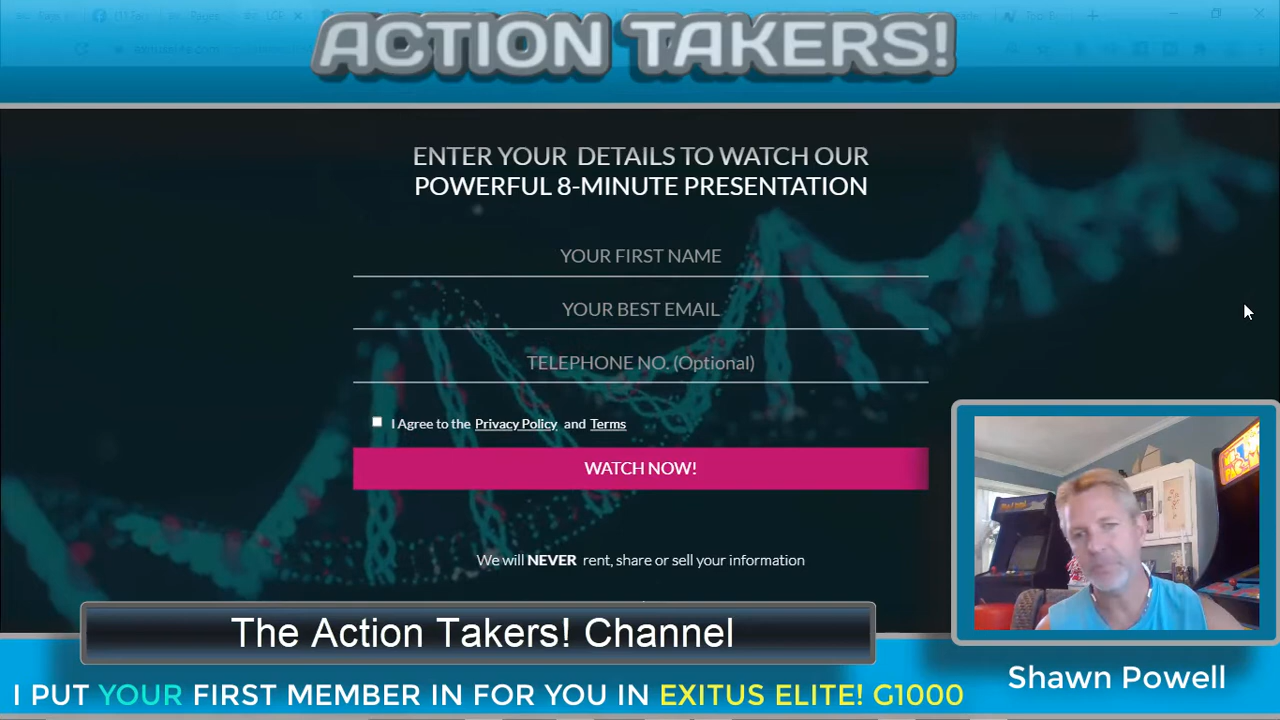 ACTION TAKERS!
ENTER YOUR DETAILS TO WATCH OUR
POWERFUL 8-MINUTE PRESENTATION
YOUR FIRST NAME
YOUR BEST EMAIL
TELEPHONE NO. (Optional)
I Agree to the Privacy Policy and Terms
WATCH NOW!
We will NEVER rent, share or sell your information
The Action Takers! Channel
Shawn Powell
I PUT YOUR FIRST MEMBER IN FOR YOU IN EXITUS ELITE! G1000